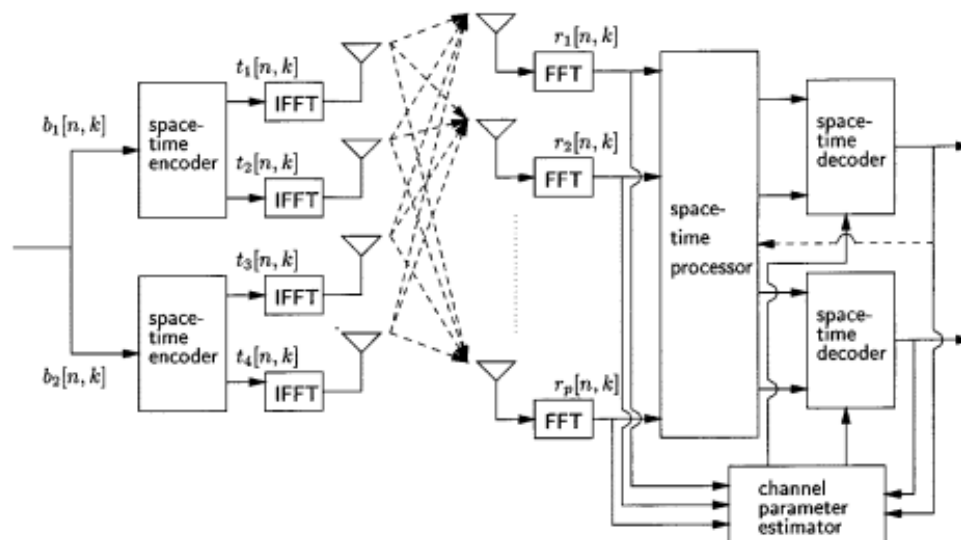 b₁[n, k]
space-
time
encoder
t₁[n, k]
IFFT
t₂[n, k]
IFFT
b₂[n, k]
space-
time
encoder
t₃[n, k]
IFFT
t₄[n, k]
IFFT
r₁[n, k]
FFT
r₂[n, k]
FFT
rₚ[n, k]
FFT
space-
time
processor
space-
time
decoder
space-
time
decoder
channel
parameter
estimator